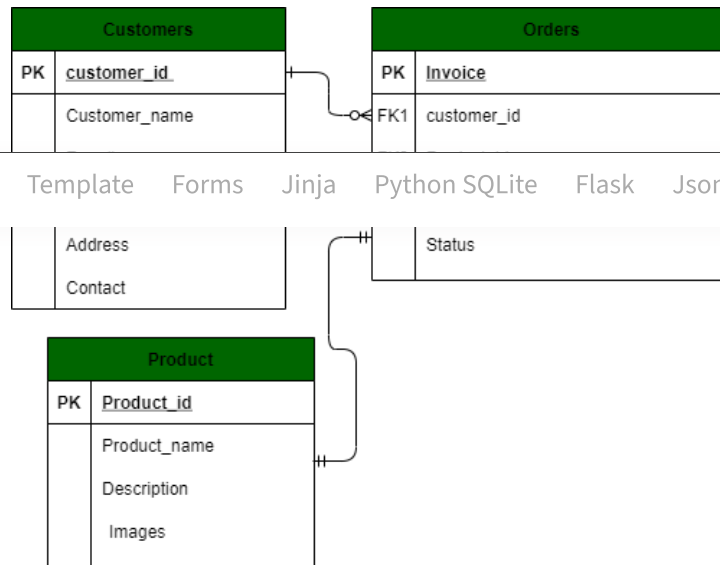 Customers
PK customer_id
Customer_name
Orders
PK Invoice
FK1 customer_id
Template Forms Jinja Python SQLite Flask
Address
Contact
Status
Product
PK Product_id
Product_name
Description
Images